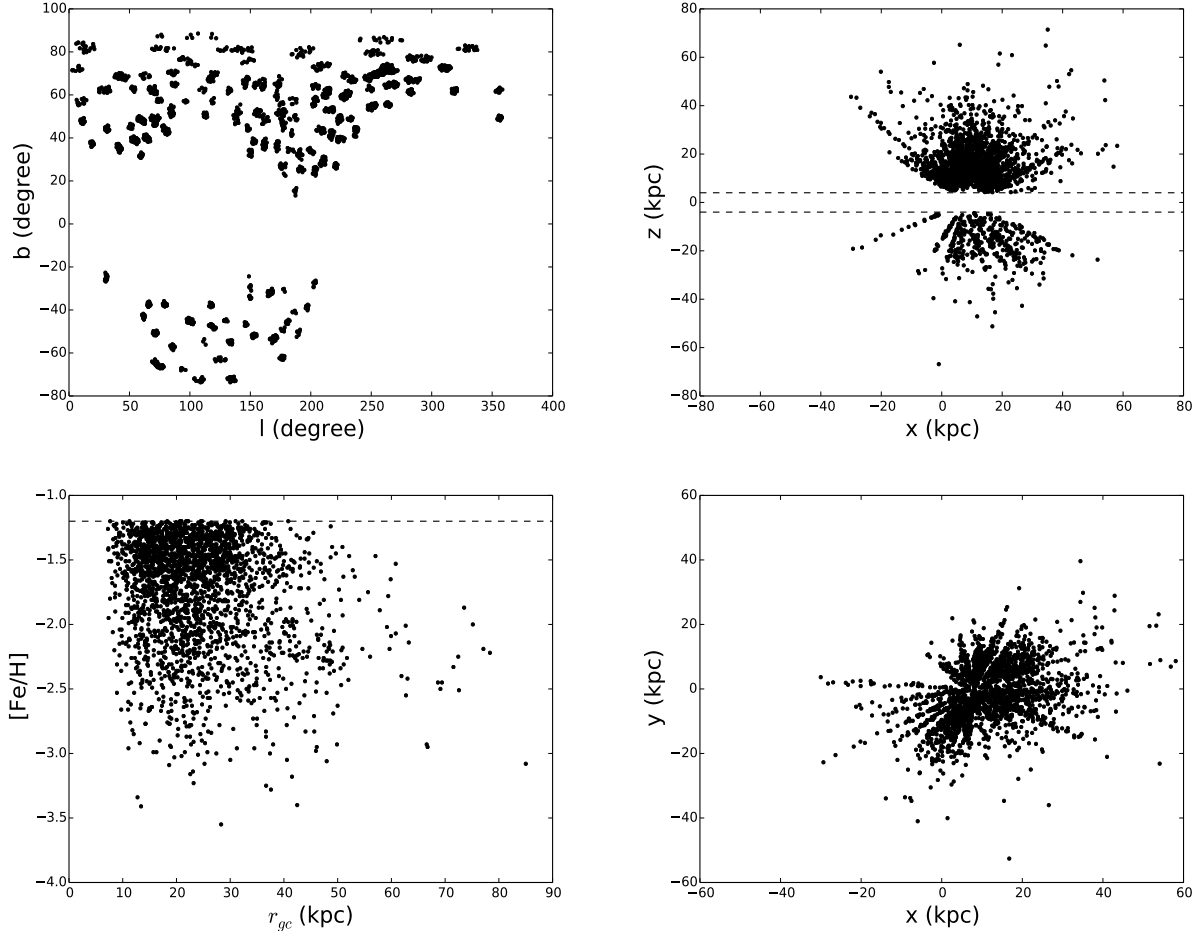 100
80
60
40
20
0
−20
−40
−60
−80
b (degree)
0 50 100 150 200 250 300 350 400
l (degree)
80
60
40
20
0
−20
−40
−60
−80
z (kpc)
−80 −60 −40 −20 0 20 40 60 80
x (kpc)
−1.0
−1.5
−2.0
−2.5
−3.0
−3.5
−4.0
[Fe/H]
0 10 20 30 40 50 60 70 80 90
r_gc (kpc)
60
40
20
0
−20
−40
−60
y (kpc)
−60 −40 −20 0 20 40 60
x (kpc)